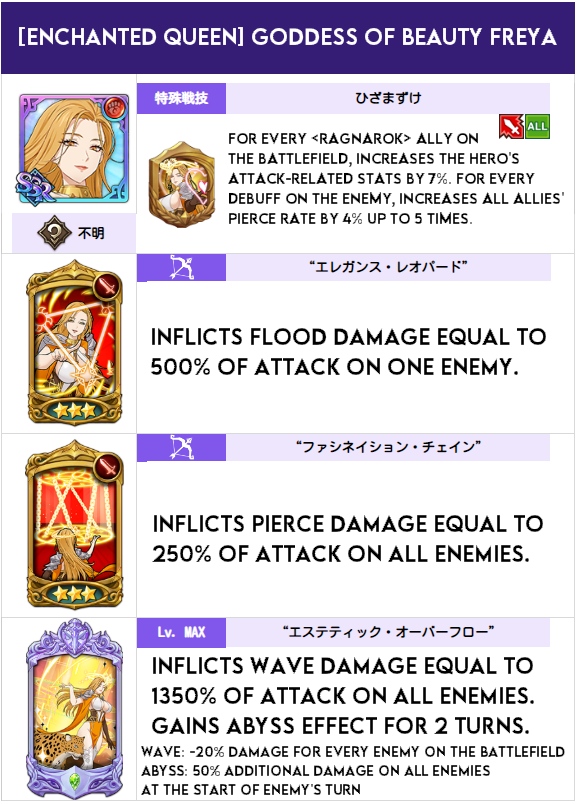 [ENCHANTED QUEEN] GODDESS OF BEAUTY FREYA
特殊戦技
ひざまずけ
ALL
FOR EVERY <RAGNAROK> ALLY ON
THE BATTLEFIELD, INCREASES THE HERO'S
ATTACK-RELATED STATS BY 7%. FOR EVERY
DEBUFF ON THE ENEMY, INCREASES ALL ALLIES'
PIERCE RATE BY 4% UP TO 5 TIMES.
SSR
不明
“エレガンス・レオパード”
INFLICTS FLOOD DAMAGE EQUAL TO
500% OF ATTACK ON ONE ENEMY.
“ファシネイション・チェイン”
INFLICTS PIERCE DAMAGE EQUAL TO
250% OF ATTACK ON ALL ENEMIES.
Lv. MAX
“エステティック・オーバーフロー”
INFLICTS WAVE DAMAGE EQUAL TO
1350% OF ATTACK ON ALL ENEMIES.
GAINS ABYSS EFFECT FOR 2 TURNS.
WAVE: -20% DAMAGE FOR EVERY ENEMY ON THE BATTLEFIELD
ABYSS: 50% ADDITIONAL DAMAGE ON ALL ENEMIES
AT THE START OF ENEMY'S TURN